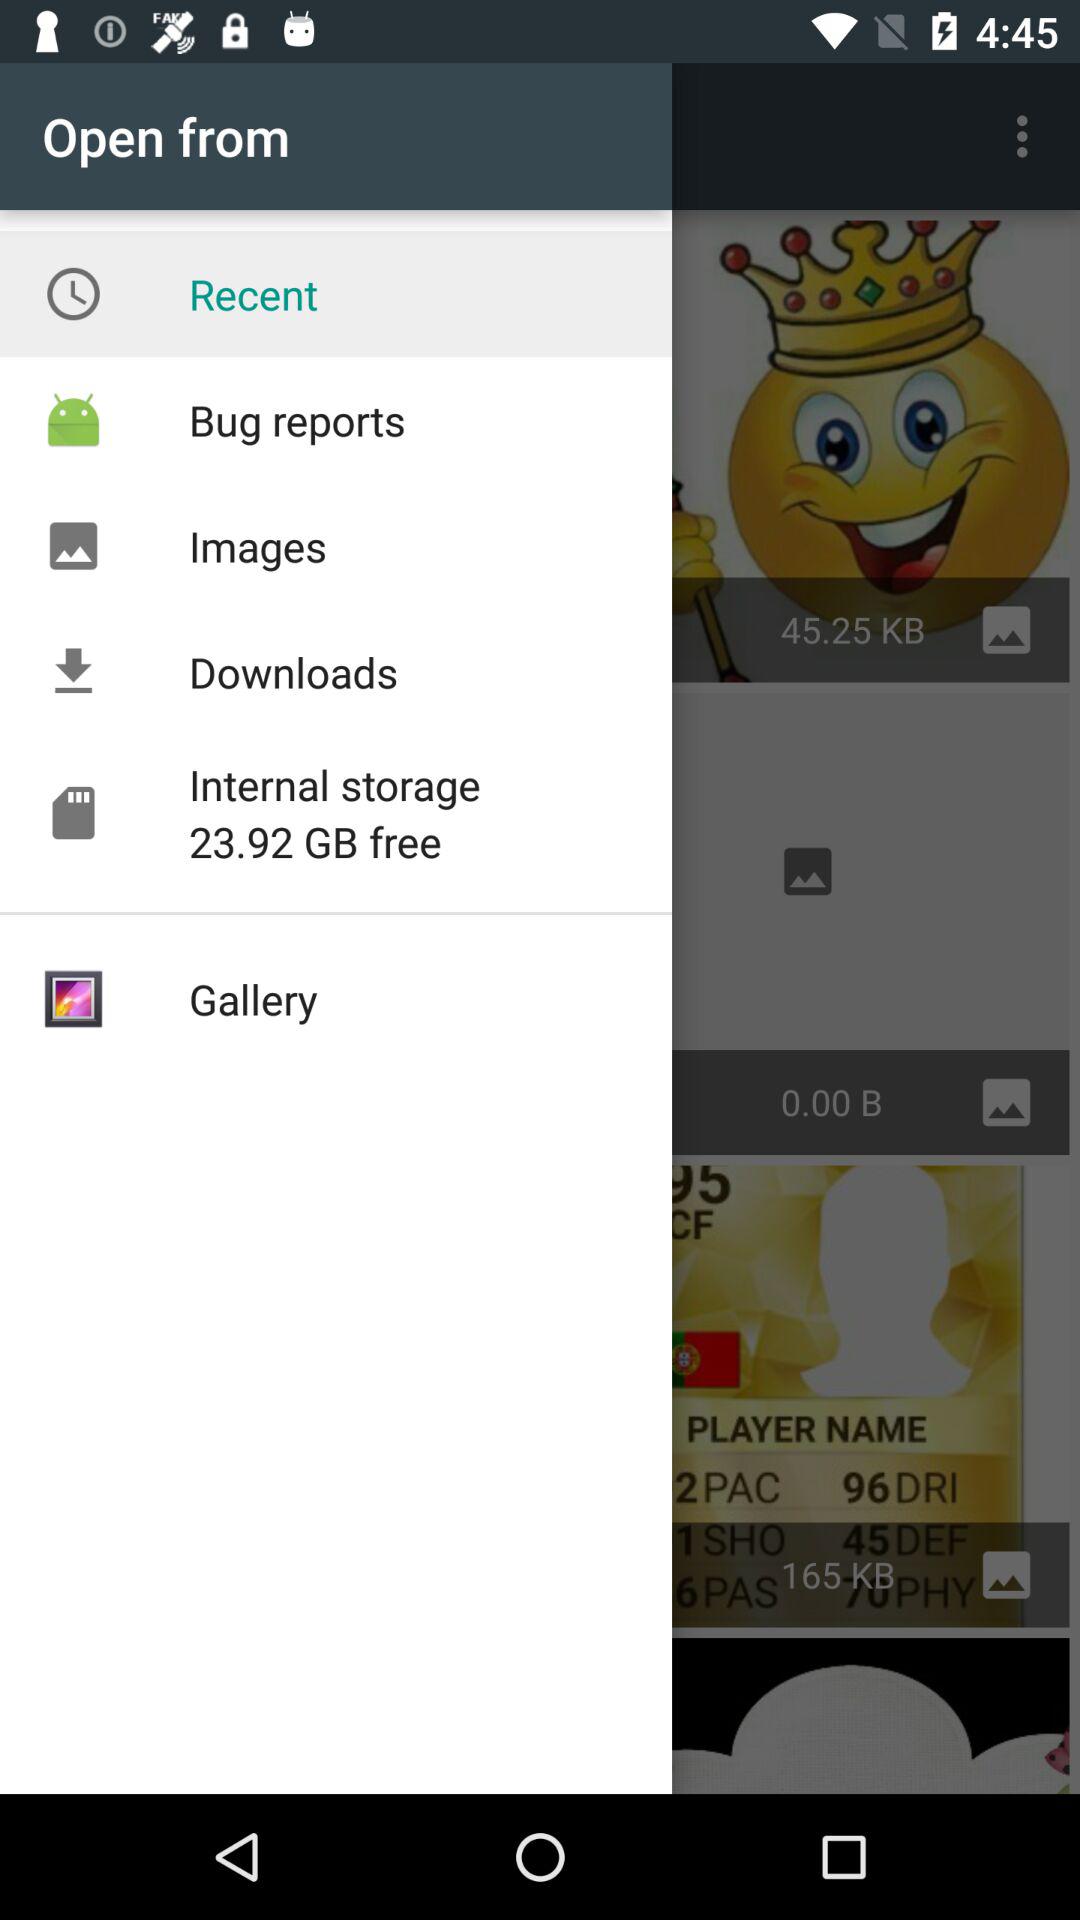 FAKE
4:45
Open from
Recent
Bug reports
Images
Downloads
Internal storage
23.92 GB free
Gallery
45.25 KB
0.00 B
95
CF
PLAYER NAME
2 PAC 96 DRI
1 SHO 45 DEF
165 KB
6 PAS 70 PHY